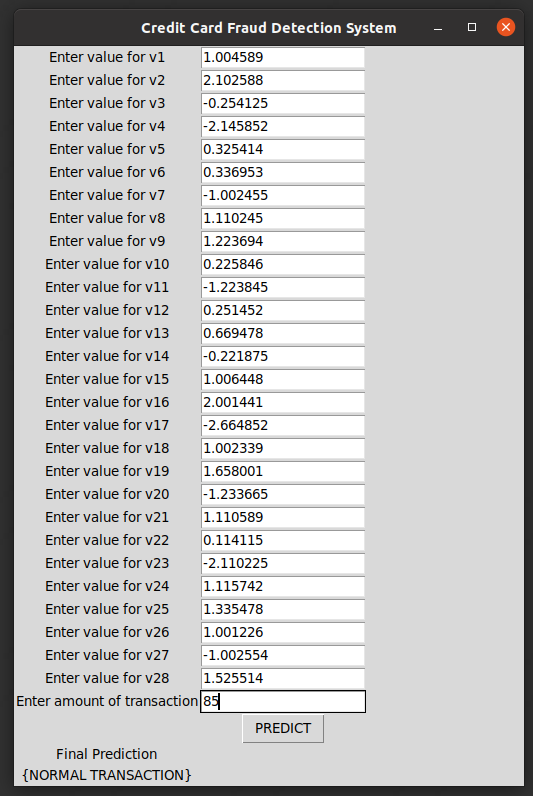 Credit Card Fraud Detection System
Enter value for v1 1.004589
Enter value for v2 2.102588
Enter value for v3 -0.254125
Enter value for v4 -2.145852
Enter value for v5 0.325414
Enter value for v6 0.336953
Enter value for v7 -1.002455
Enter value for v8 1.110245
Enter value for v9 1.223694
Enter value for v10 0.225846
Enter value for v11 -1.223845
Enter value for v12 0.251452
Enter value for v13 0.669478
Enter value for v14 -0.221875
Enter value for v15 1.006448
Enter value for v16 2.001441
Enter value for v17 -2.664852
Enter value for v18 1.002339
Enter value for v19 1.658001
Enter value for v20 -1.233665
Enter value for v21 1.110589
Enter value for v22 0.114115
Enter value for v23 -2.110225
Enter value for v24 1.115742
Enter value for v25 1.335478
Enter value for v26 1.001226
Enter value for v27 -1.002554
Enter value for v28 1.525514
Enter amount of transaction 85
PREDICT
Final Prediction
{NORMAL TRANSACTION}